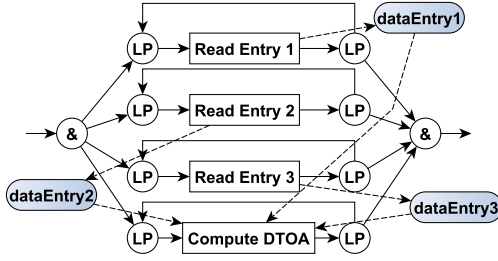 dataEntry1
LP Read Entry 1 LP
LP Read Entry 2 LP
& &
LP Read Entry 3 LP
dataEntry2 dataEntry3
LP Compute DTOA LP